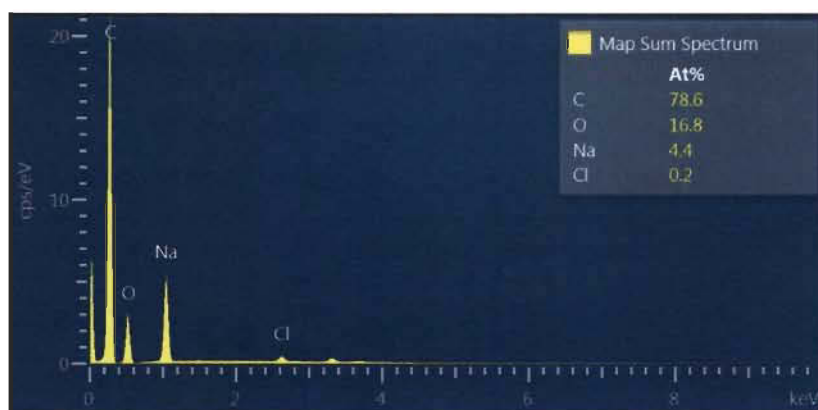 20
C
Map Sum Spectrum
At%
C 78.6
O 16.8
Na 4.4
Cl 0.2
cps/eV
10
Na
O
Cl
0
0 2 4 6 8 keV